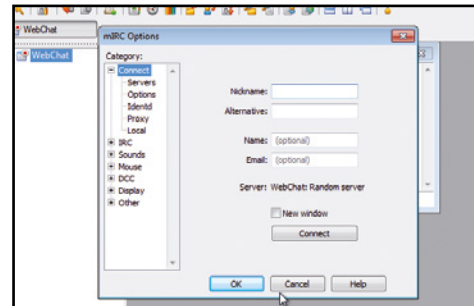 WebChat
WebChat
mIRC Options
Category:
Connect
Servers
Options
Identd
Proxy
Local
IRC
Sounds
Mouse
DCC
Display
Other
Nickname:
Alternative:
Name: (optional)
Email: (optional)
Server: WebChat: Random server
New window
Connect
OK Cancel Help